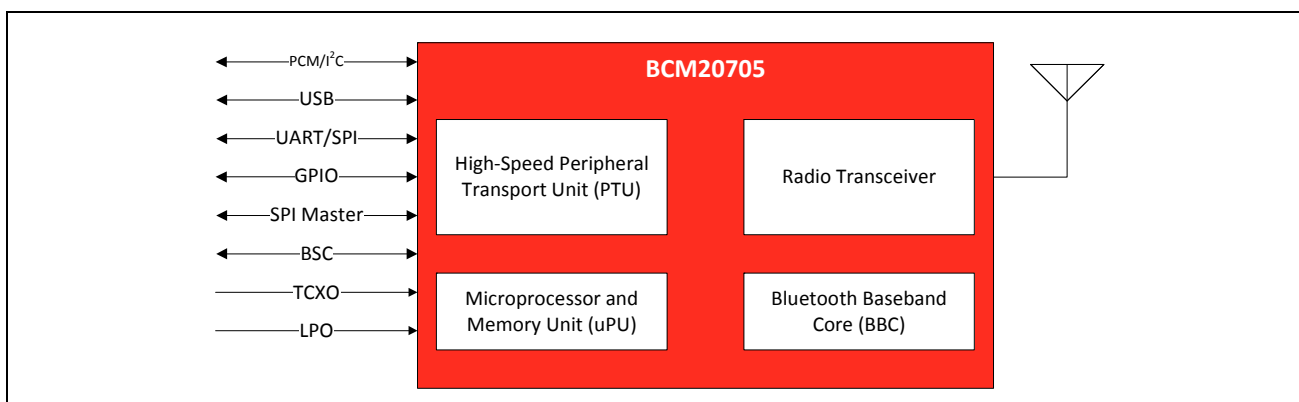 PCM/I²C
USB
UART/SPI
GPIO
SPI Master
BSC
TCXO
LPO
BCM20705
High-Speed Peripheral
Transport Unit (PTU)
Radio Transceiver
Microprocessor and
Memory Unit (uPU)
Bluetooth Baseband
Core (BBC)